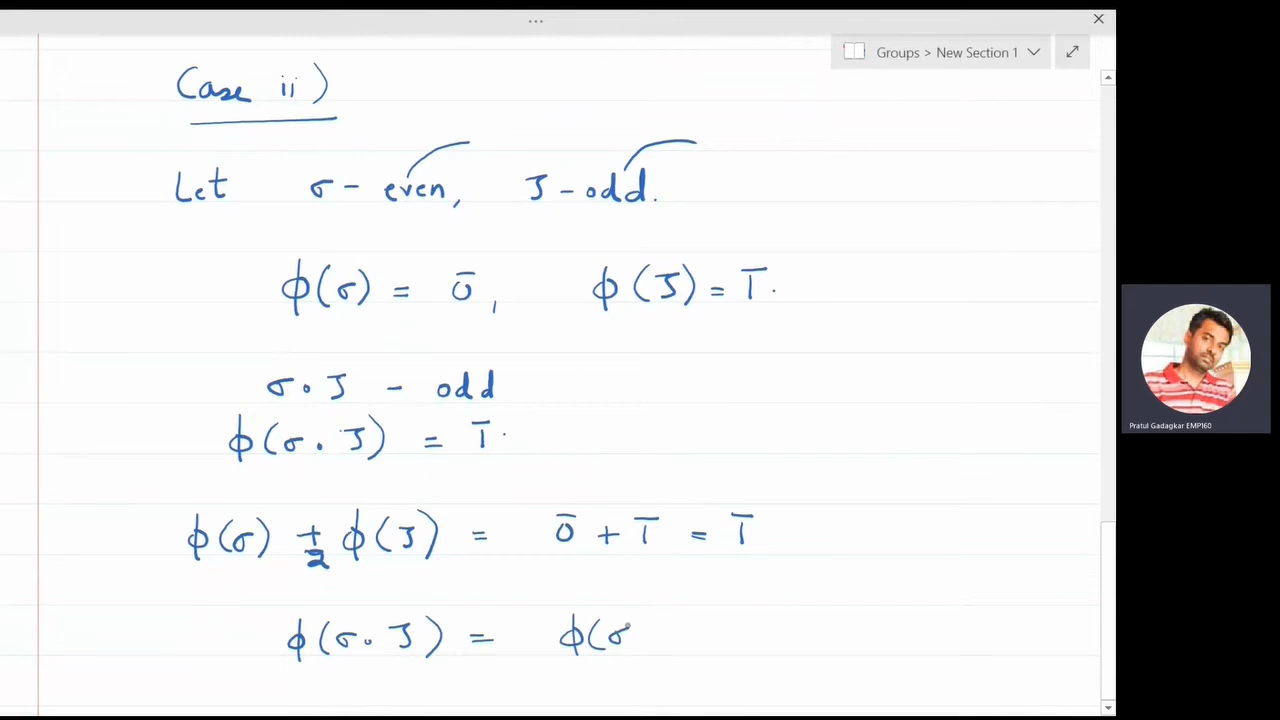 Groups > New Section 1
Case ii)
Let σ - even, ℑ - odd.
ϕ(σ) = 0̄, ϕ(ℑ) = 1̄.
σ . ℑ - odd
ϕ(σ . ℑ) = 1̄.
ϕ(σ) +₂ ϕ(ℑ) = 0̄ + 1̄ = 1̄
ϕ(σ . ℑ) = ϕ(σ
Pratul Gadagkar EMP160